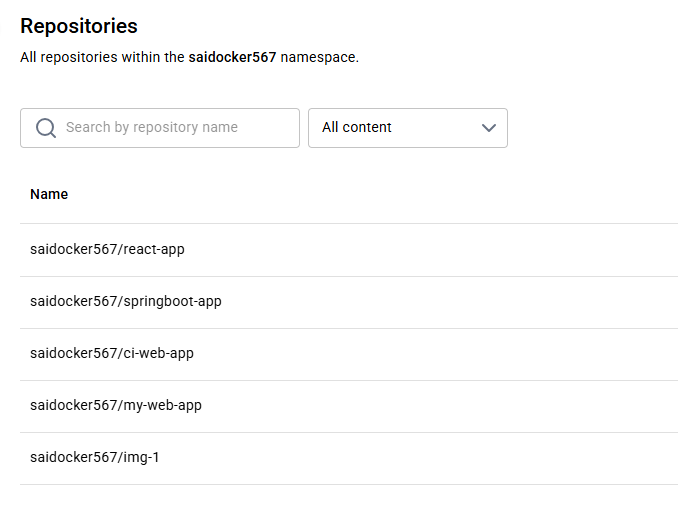 Repositories
All repositories within the saidocker567 namespace.
Search by repository name
All content
Name
saidocker567/react-app
saidocker567/springboot-app
saidocker567/ci-web-app
saidocker567/my-web-app
saidocker567/img-1